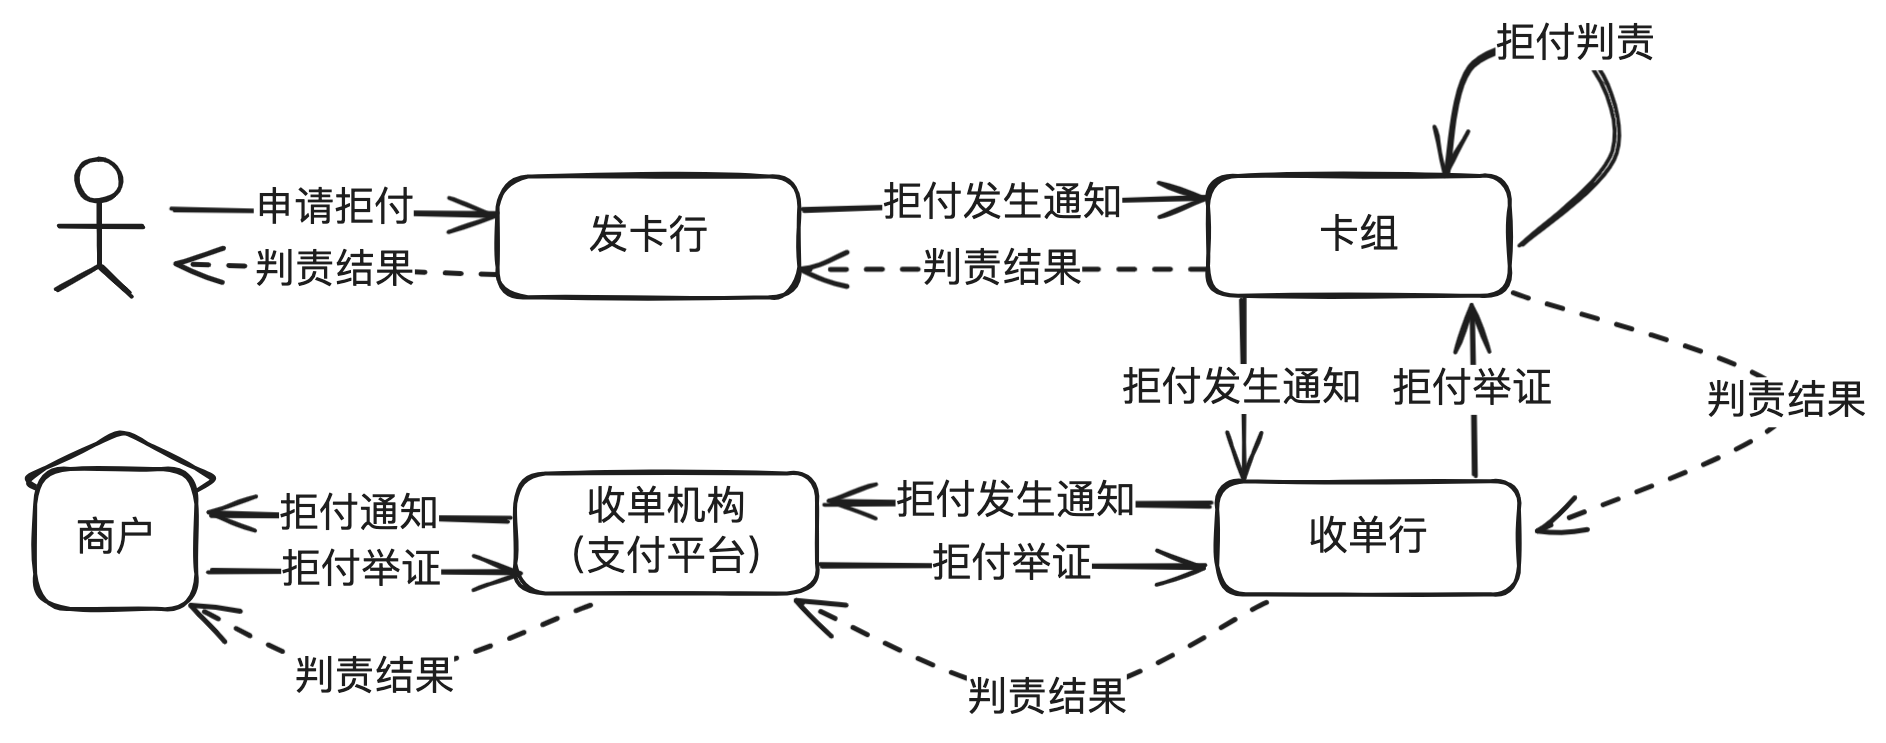 拒付判责
申请拒付
判责结果
发卡行
拒付发生通知
判责结果
卡组
拒付发生通知
拒付举证
判责结果
商户
拒付通知
拒付举证
收单机构
(支付平台)
拒付发生通知
拒付举证
收单行
判责结果
判责结果